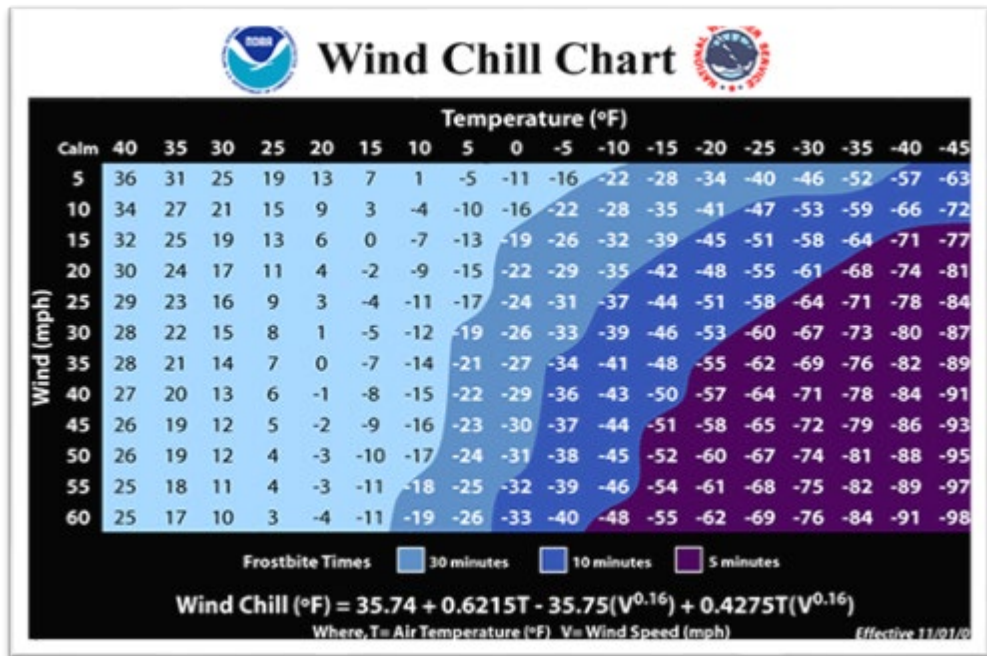 NOAA
Wind Chill Chart
NATIONAL WEATHER SERVICE
Temperature (ºF)
Calm 40 35 30 25 20 15 10 5 0 -5 -10 -15 -20 -25 -30 -35 -40 -45
Wind (mph)
5 36 31 25 19 13 7 1 -5 -11 -16 -22 -28 -34 -40 -46 -52 -57 -63
10 34 27 21 15 9 3 -4 -10 -16 -22 -28 -35 -41 -47 -53 -59 -66 -72
15 32 25 19 13 6 0 -7 -13 -19 -26 -32 -39 -45 -51 -58 -64 -71 -77
20 30 24 17 11 4 -2 -9 -15 -22 -29 -35 -42 -48 -55 -61 -68 -74 -81
25 29 23 16 9 3 -4 -11 -17 -24 -31 -37 -44 -51 -58 -64 -71 -78 -84
30 28 22 15 8 1 -5 -12 -19 -26 -33 -39 -46 -53 -60 -67 -73 -80 -87
35 28 21 14 7 0 -7 -14 -21 -27 -34 -41 -48 -55 -62 -69 -76 -82 -89
40 27 20 13 6 -1 -8 -15 -22 -29 -36 -43 -50 -57 -64 -71 -78 -84 -91
45 26 19 12 5 -2 -9 -16 -23 -30 -37 -44 -51 -58 -65 -72 -79 -86 -93
50 26 19 12 4 -3 -10 -17 -24 -31 -38 -45 -52 -60 -67 -74 -81 -88 -95
55 25 18 11 4 -3 -11 -18 -25 -32 -39 -46 -54 -61 -68 -75 -82 -89 -97
60 25 17 10 3 -4 -11 -19 -26 -33 -40 -48 -55 -62 -69 -76 -84 -91 -98
Frostbite Times 30 minutes 10 minutes 5 minutes
Wind Chill (ºF) = 35.74 + 0.6215T - 35.75(V0.16) + 0.4275T(V0.16)
Where, T= Air Temperature (ºF) V= Wind Speed (mph)
Effective 11/01/0